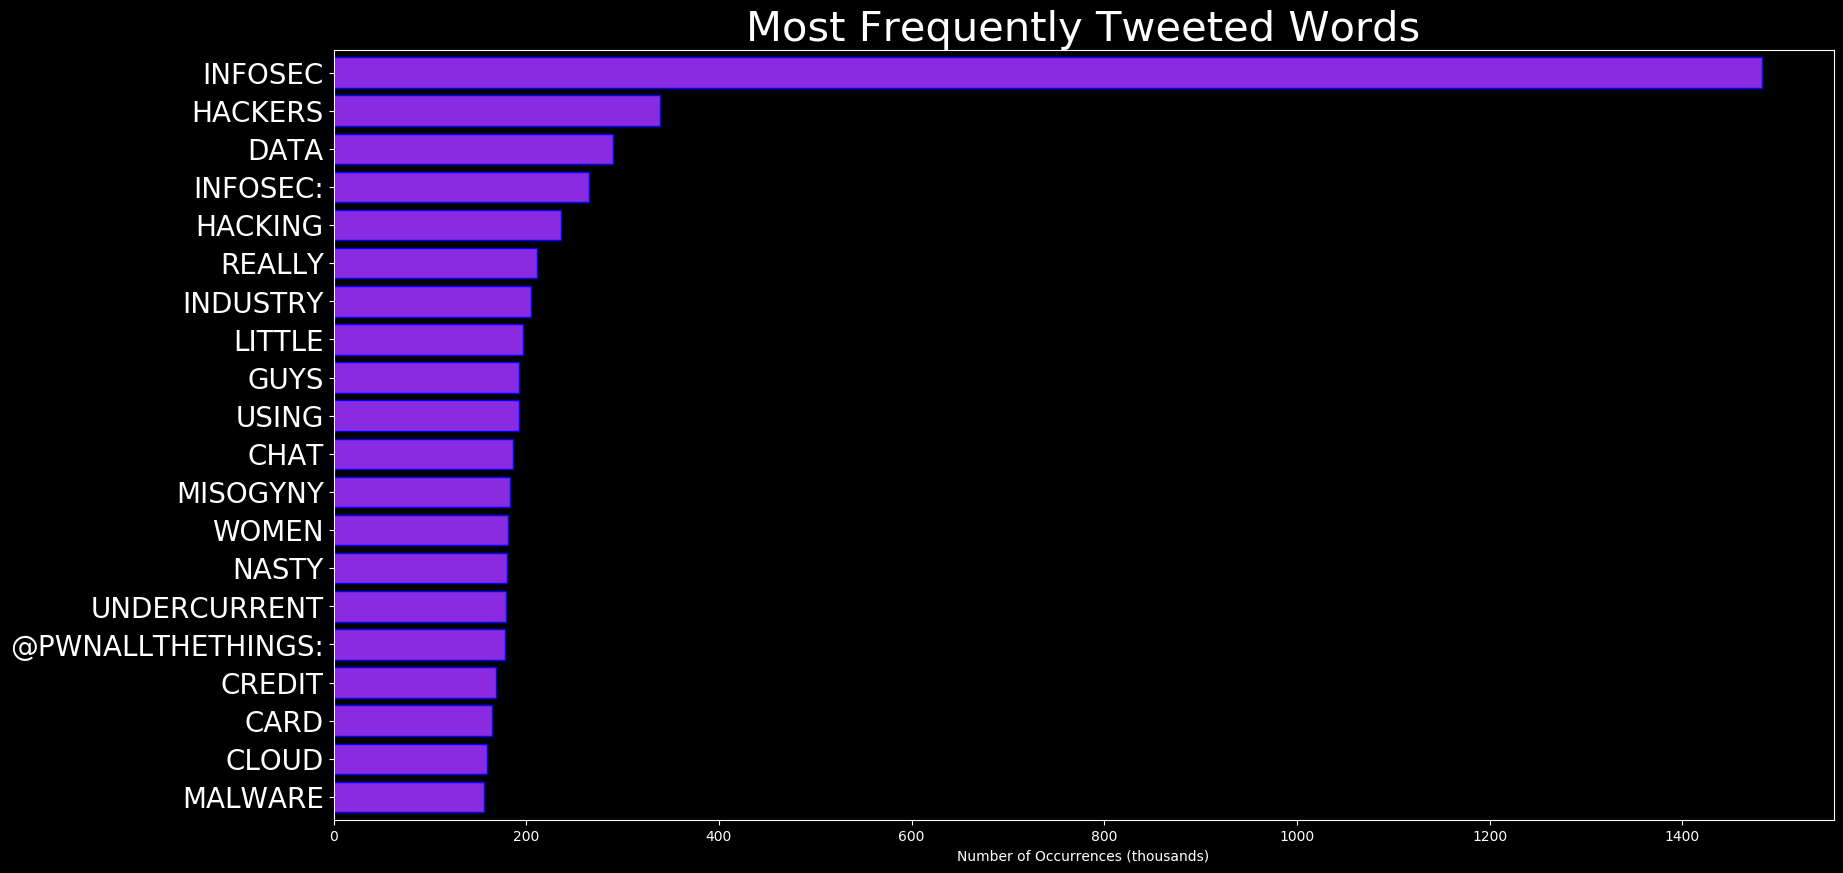 Most Frequently Tweeted Words
INFOSEC
HACKERS
DATA
INFOSEC:
HACKING
REALLY
INDUSTRY
LITTLE
GUYS
USING
CHAT
MISOGYNY
WOMEN
NASTY
UNDERCURRENT
@PWNALLTHETHINGS:
CREDIT
CARD
CLOUD
MALWARE
0 200 400 600 800 1000 1200 1400
Number of Occurrences (thousands)